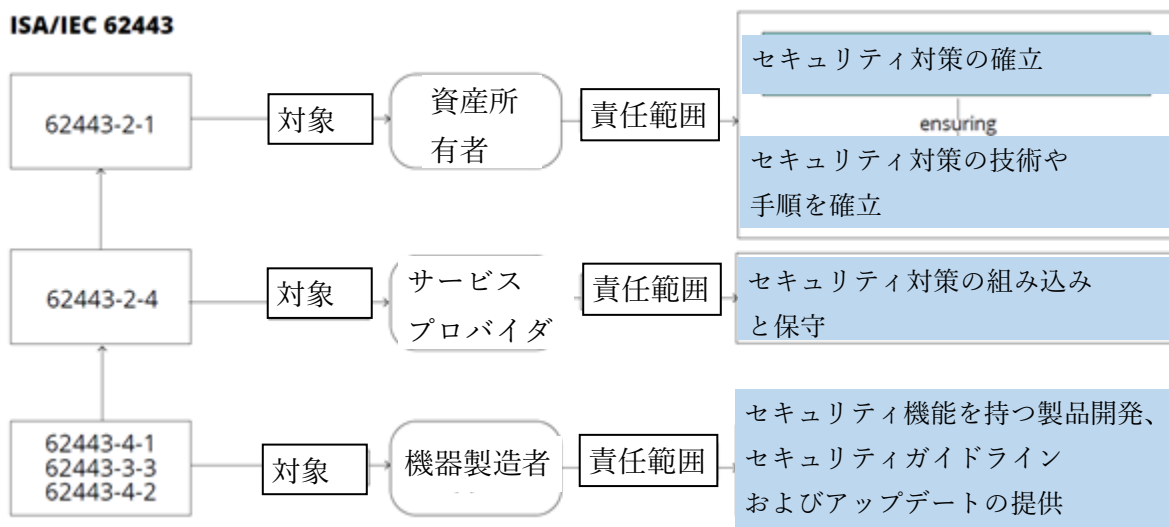 ISA/IEC 62443
62443-2-1
対象
資産所
有者
責任範囲
セキュリティ対策の確立
ensuring
セキュリティ対策の技術や
手順を確立
62443-2-4
対象
サービス
プロバイダ
責任範囲
セキュリティ対策の組み込み
と保守
62443-4-1
62443-3-3
62443-4-2
対象
機器製造者
責任範囲
セキュリティ機能を持つ製品開発、
セキュリティガイドライン
およびアップデートの提供